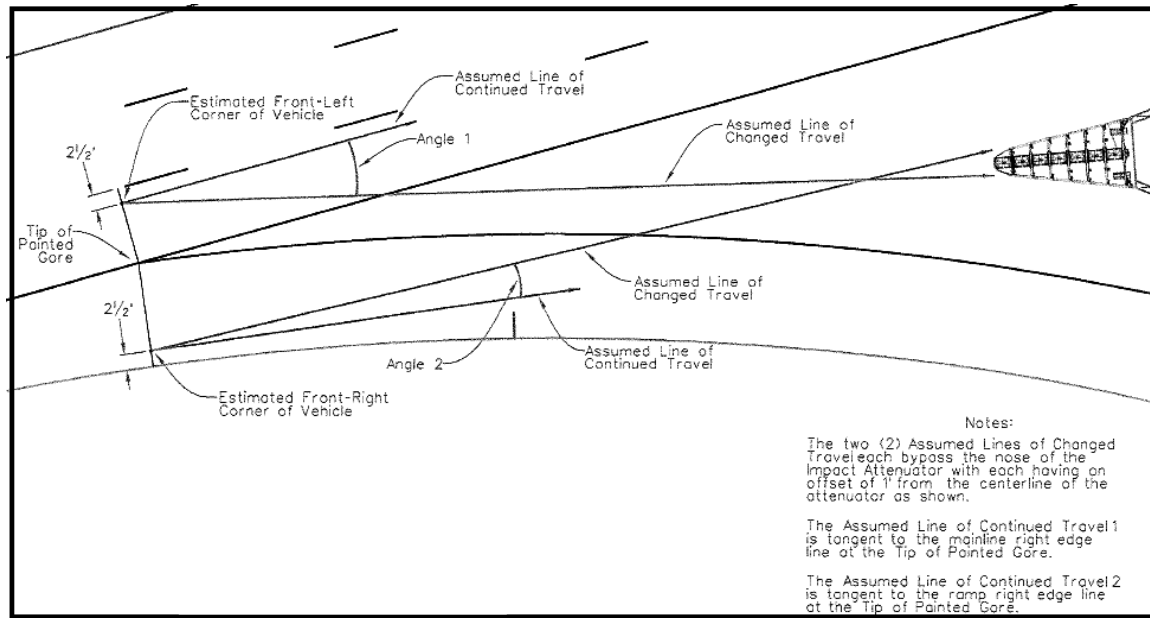 Assumed Line of
Continued Travel
Estimated Front-Left
Corner of Vehicle
Angle 1
Assumed Line of
Changed Travel
2½'
Tip of
Painted
Gore
2½'
Assumed Line of
Changed Travel
Angle 2
Assumed Line of
Continued Travel
Estimated Front-Right
Corner of Vehicle
Notes:
The two (2) Assumed Lines of Changed
Travel each bypass the nose of the
Impact Attenuator with each having an
offset of 1' from the centerline of the
attenuator as shown.
The Assumed Line of Continued Travel 1
is tangent to the mainline right edge
line at the Tip of Painted Gore.
The Assumed Line of Continued Travel 2
is tangent to the ramp right edge line
at the Tip of Painted Gore.